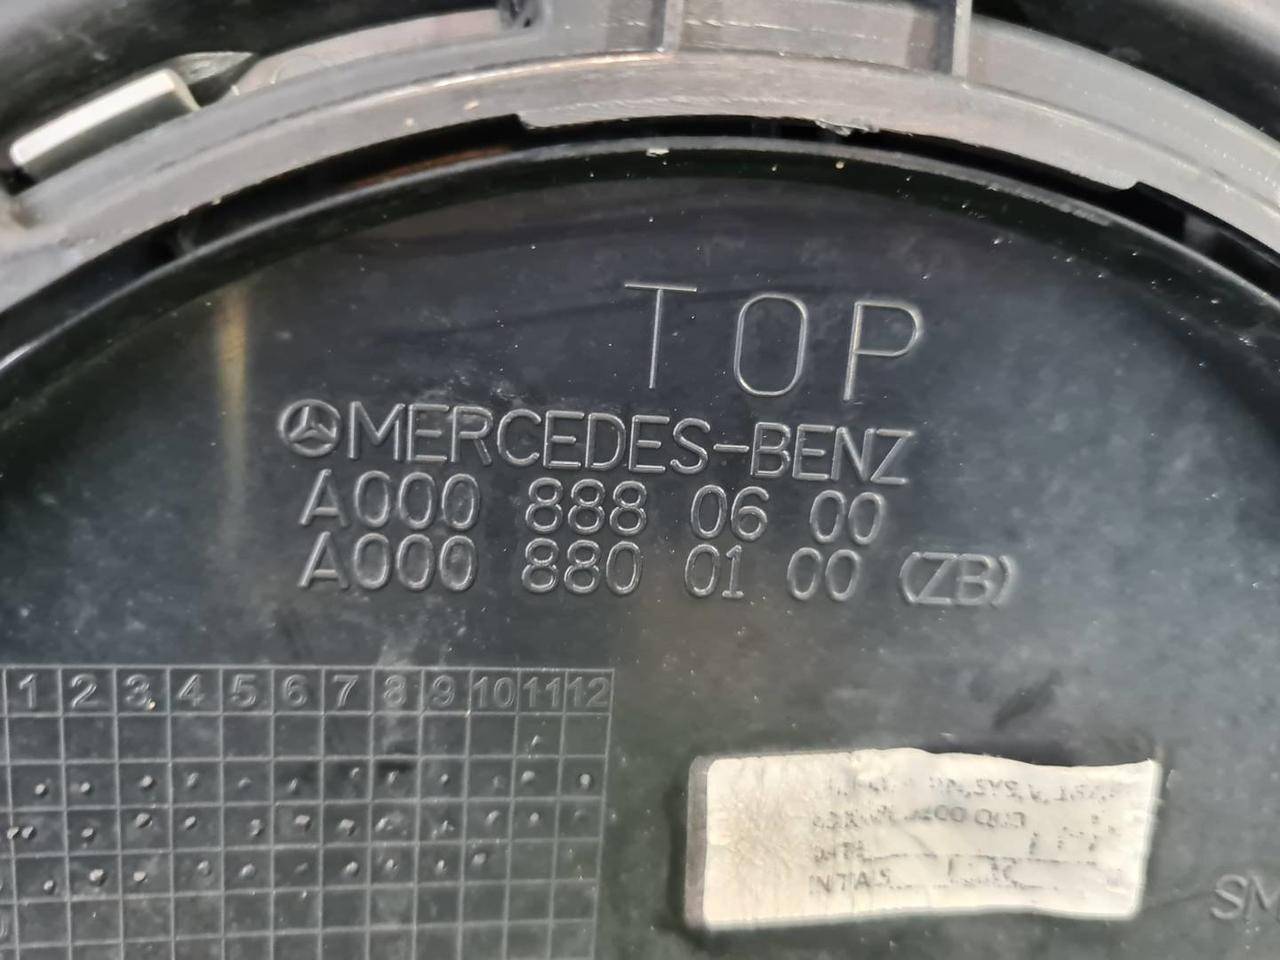 TOP
MERCEDES-BENZ
A000 888 06 00
A000 880 01 00 (ZB)
1 2 3 4 5 6 7 8 9 10 11 12
SM